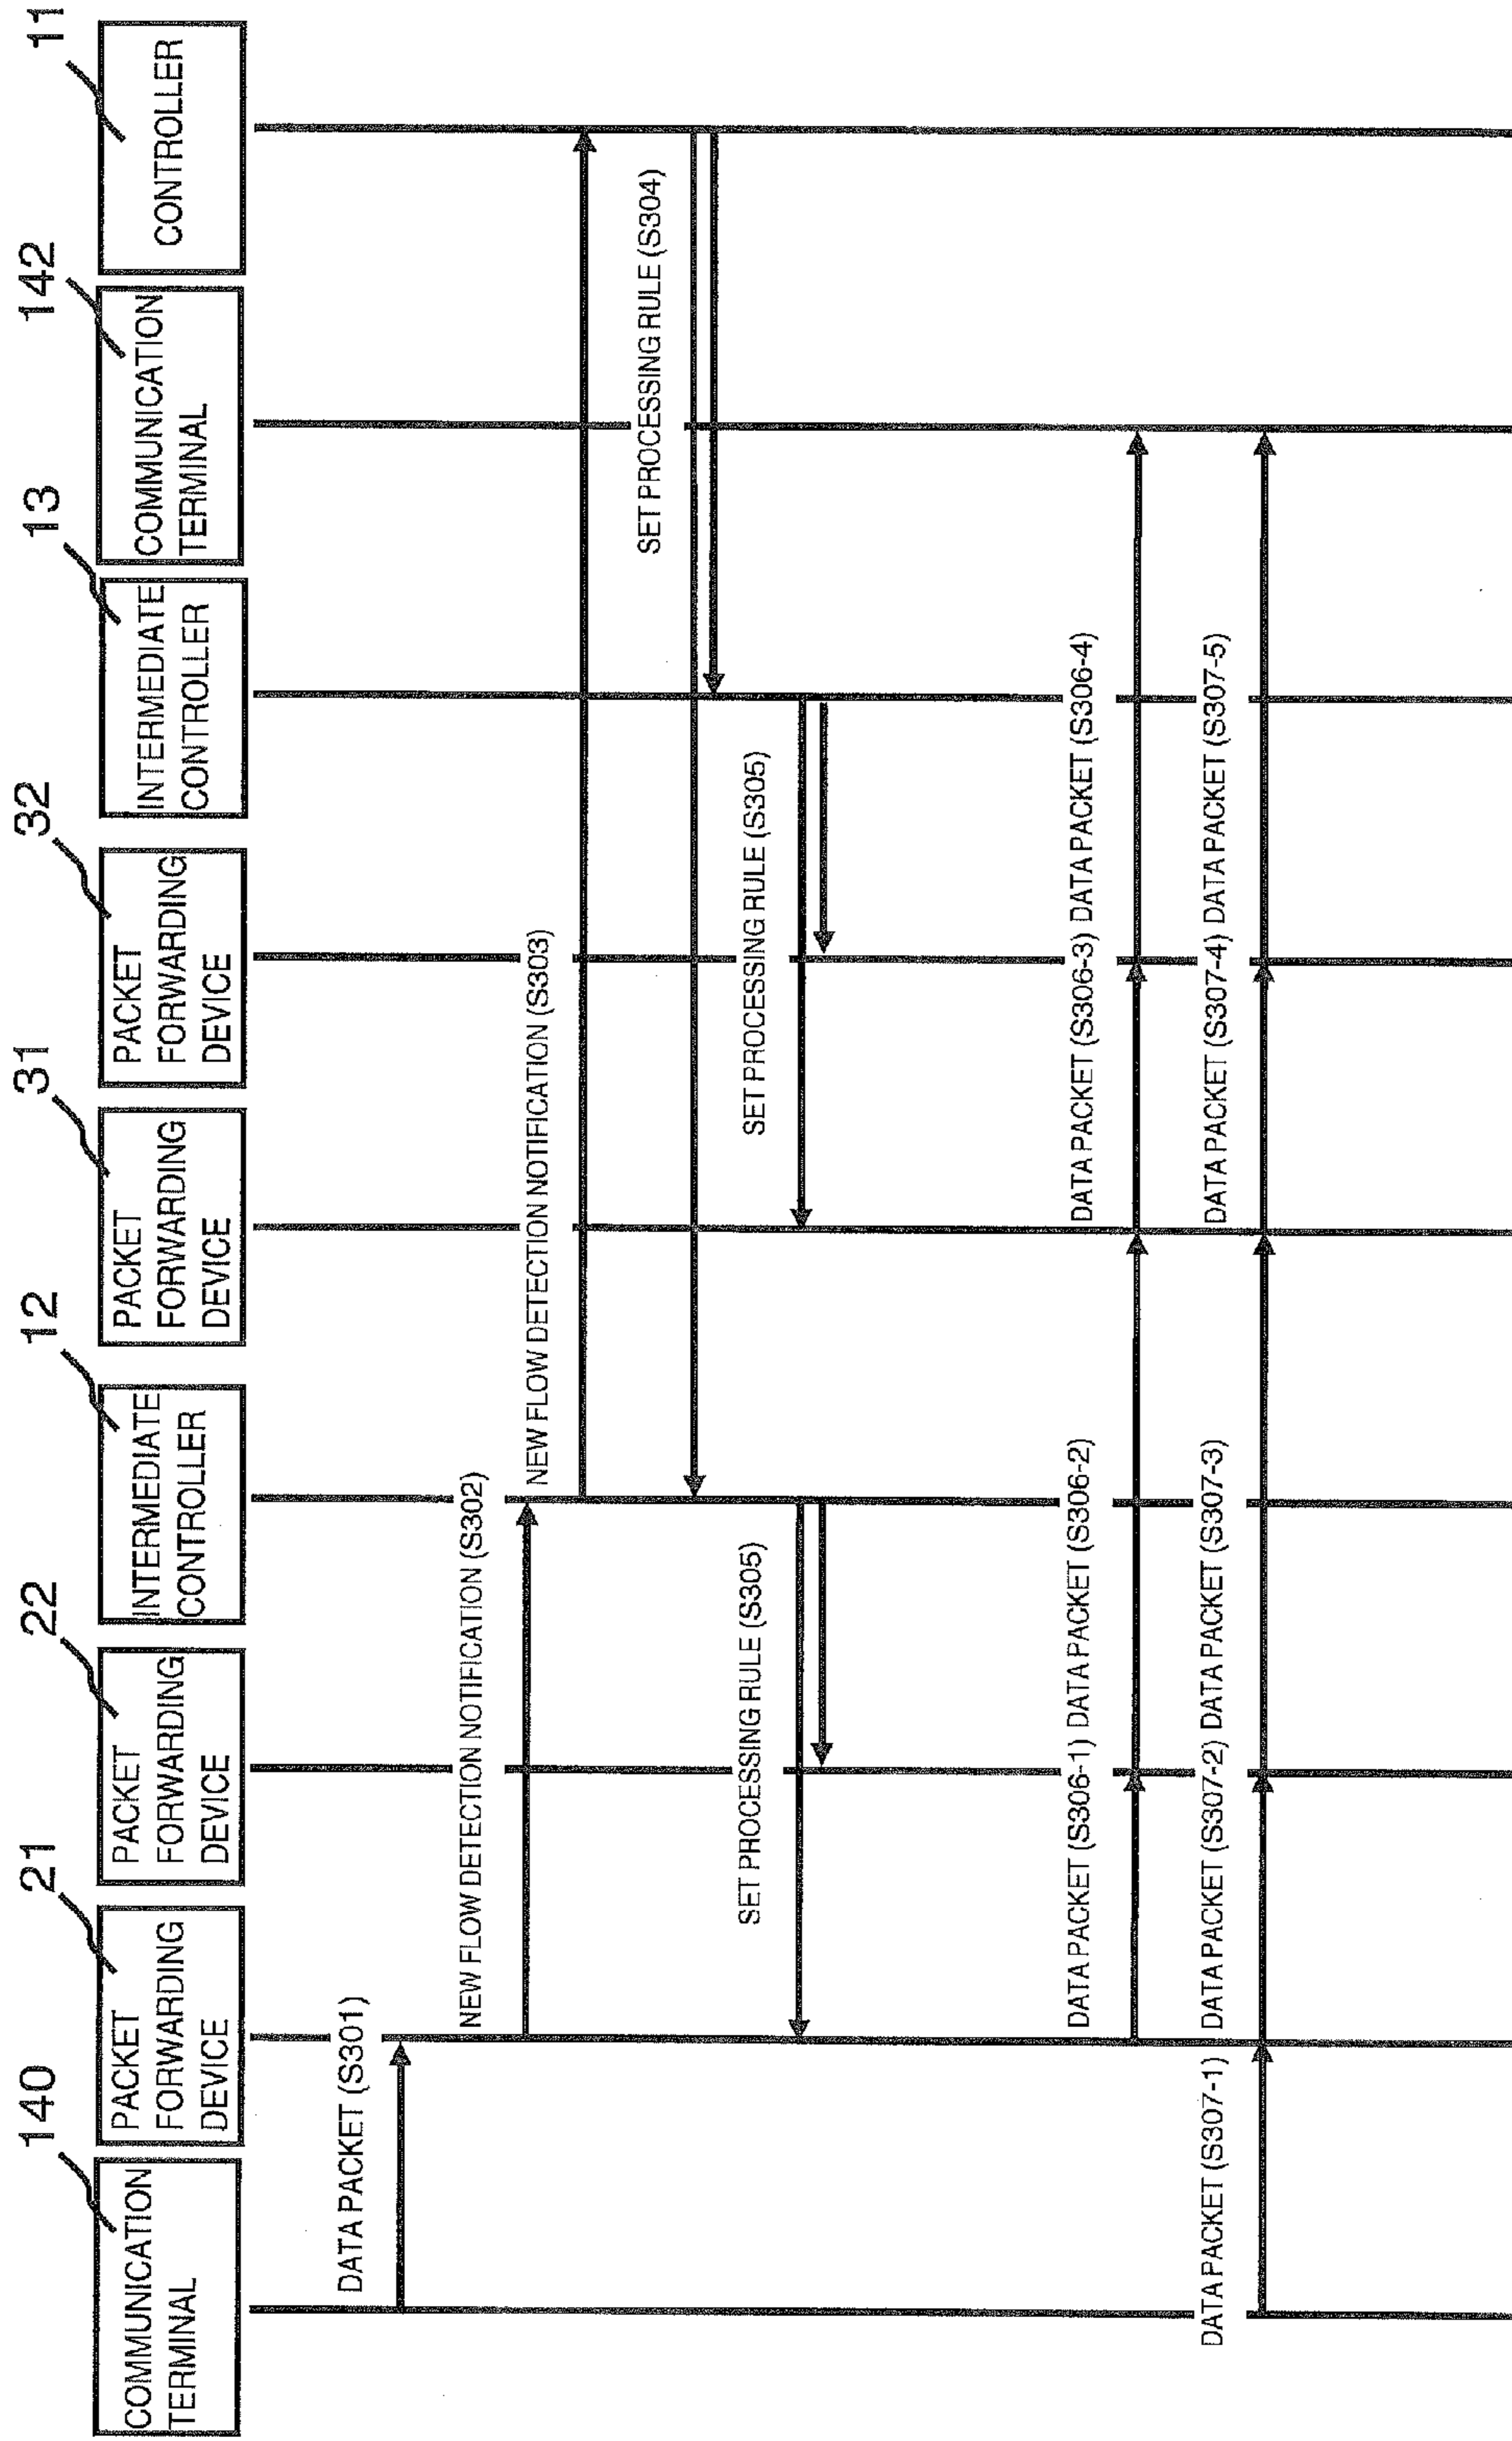 140
21
22
12
31
32
13
142
11
COMMUNICATION
TERMINAL
PACKET
FORWARDING
DEVICE
PACKET
FORWARDING
DEVICE
INTERMEDIATE
CONTROLLER
PACKET
FORWARDING
DEVICE
PACKET
FORWARDING
DEVICE
INTERMEDIATE
CONTROLLER
COMMUNICATION
TERMINAL
CONTROLLER
DATA PACKET (S301)
NEW FLOW DETECTION NOTIFICATION (S302)
NEW FLOW DETECTION NOTIFICATION (S303)
SET PROCESSING RULE (S304)
SET PROCESSING RULE (S305)
SET PROCESSING RULE (S305)
DATA PACKET (S306-1) DATA PACKET (S306-2)
DATA PACKET (S306-3) DATA PACKET (S306-4)
DATA PACKET (S307-1)
DATA PACKET (S307-2) DATA PACKET (S307-3)
DATA PACKET (S307-4) DATA PACKET (S307-5)